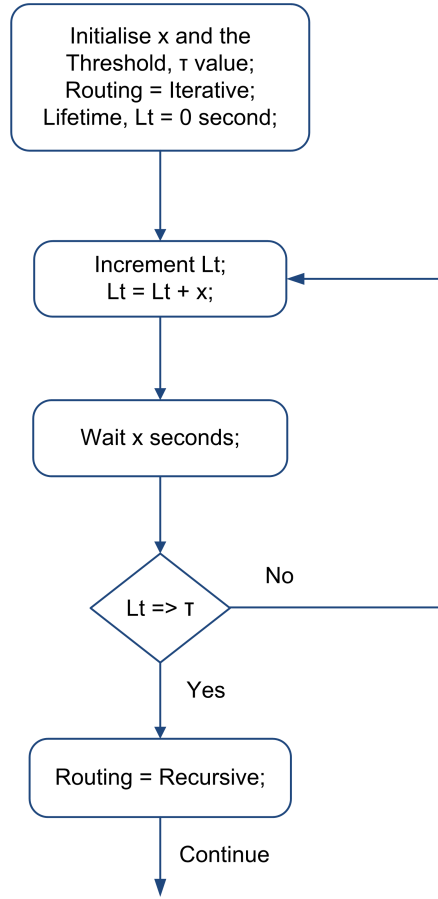 Initialise x and the
Threshold, τ value;
Routing = Iterative;
Lifetime, Lt = 0 second;
Increment Lt;
Lt = Lt + x;
Wait x seconds;
Lt => τ
No
Yes
Routing = Recursive;
Continue